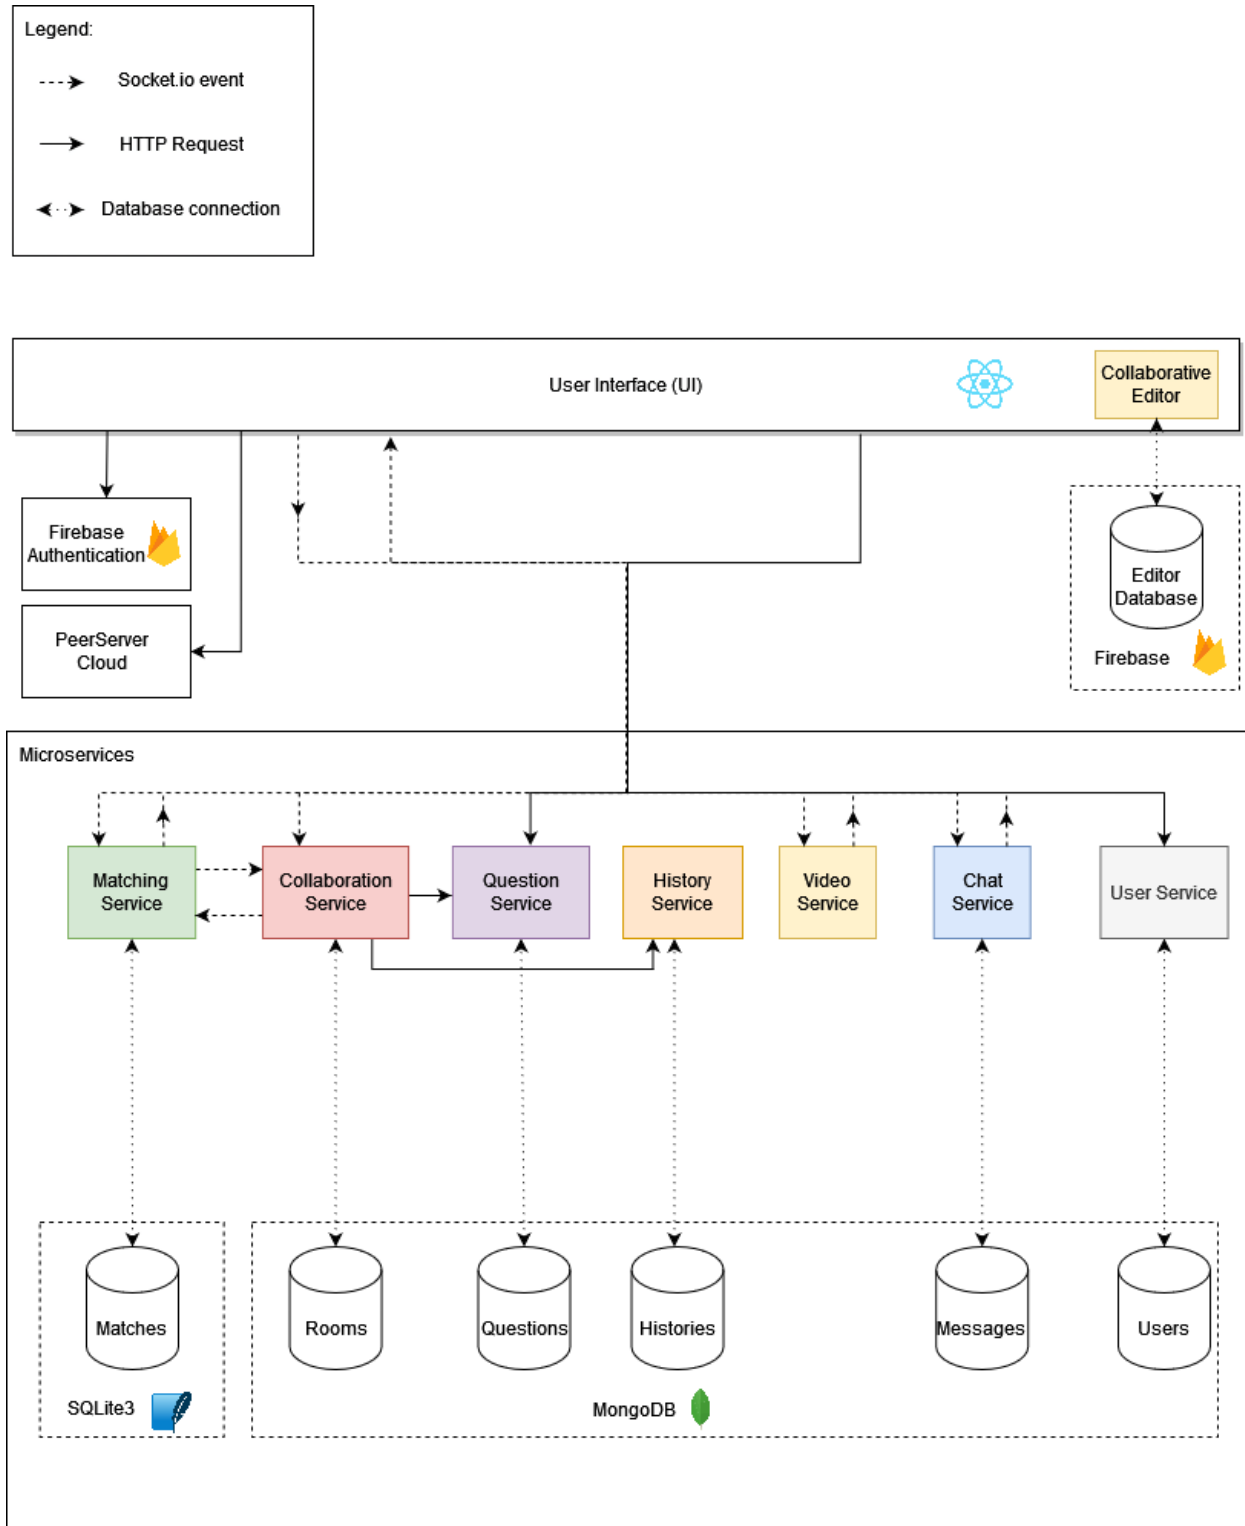 Legend:
Socket.io event
HTTP Request
Database connection
User Interface (UI)
Collaborative
Editor
Firebase
Authentication
PeerServer
Cloud
Editor
Database
Firebase
Microservices
Matching
Service
Collaboration
Service
Question
Service
History
Service
Video
Service
Chat
Service
User Service
Matches
Rooms
Questions
Histories
Messages
Users
SQLite3
MongoDB